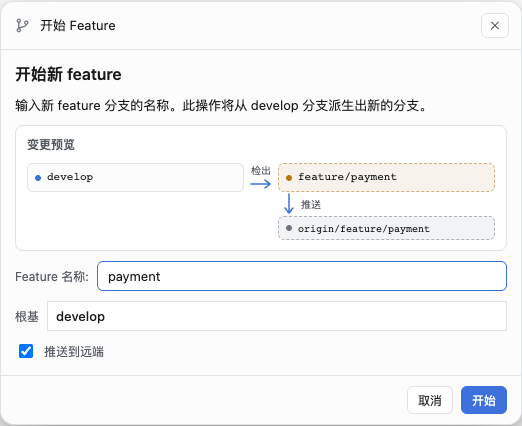 开始 Feature
开始新 feature
输入新 feature 分支的名称。此操作将从 develop 分支派生出新的分支。
变更预览
develop
检出
feature/payment
推送
origin/feature/payment
Feature 名称:
payment
根基
develop
推送到远端
取消
开始